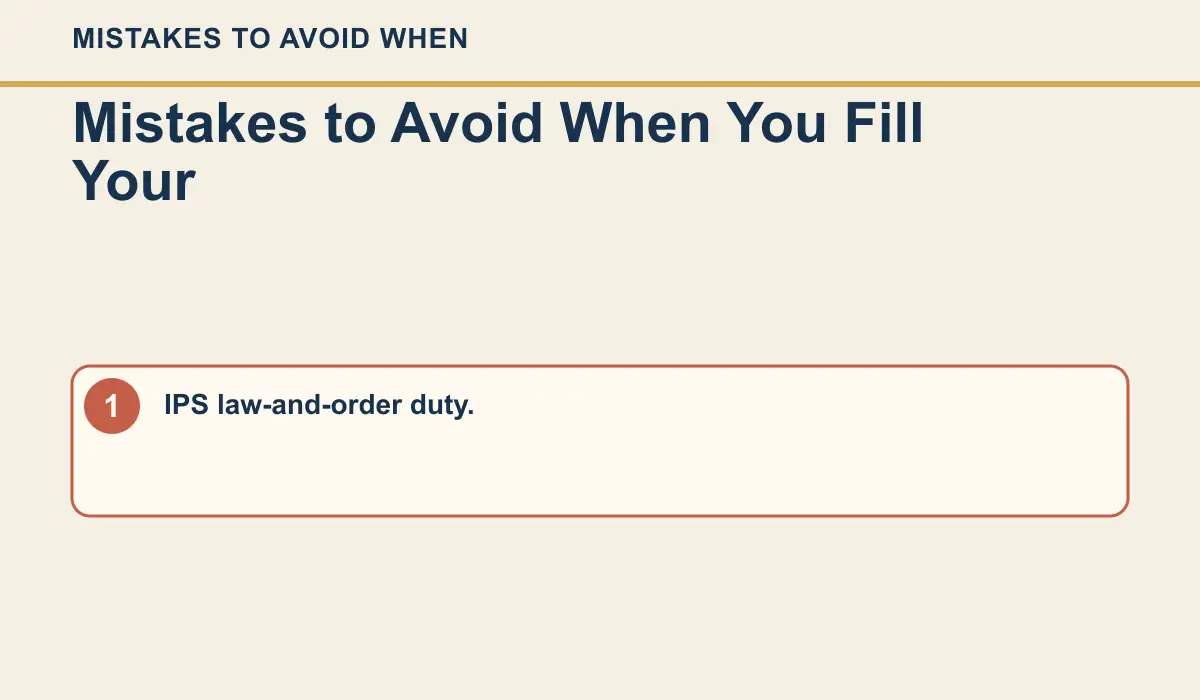 MISTAKES TO AVOID WHEN
Mistakes to Avoid When You Fill
Your
1
IPS law-and-order duty.